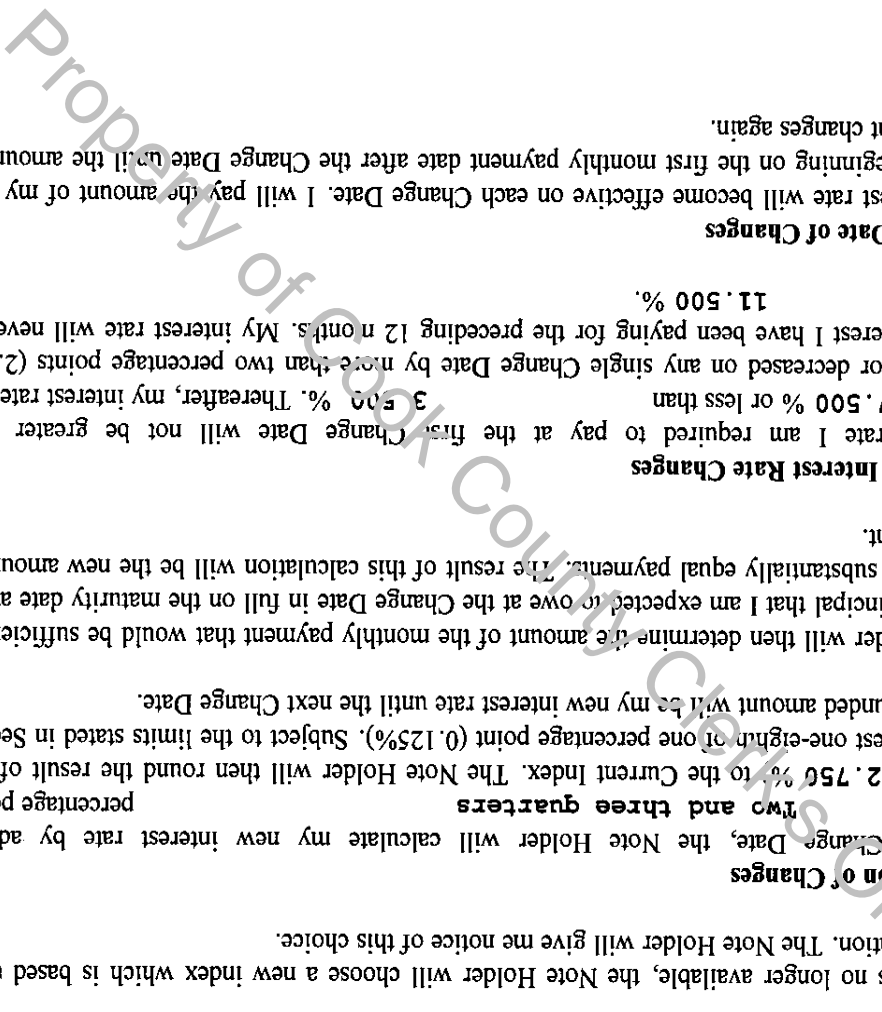 s no longer available, the Note Holder will choose a new index which is based
tion. The Note Holder will give me notice of this choice.
on of Changes
Change Date, the Note Holder will calculate my new interest rate by ad
Two and three quarters percentage p
2.750 % to the Current Index. The Note Holder will then round the result of
est one-eighth of one percentage point (0.125%). Subject to the limits stated in Se
unded amount will be my new interest rate until the next Change Date.
der will then determine the amount of the monthly payment that would be sufficie
incipal that I am expected to owe at the Change Date in full on the maturity date a
substantially equal payments. The result of this calculation will be the new amou
nt.
Interest Rate Changes
rate I am required to pay at the first Change Date will not be greater
7.500 % or less than 3.500 %. Thereafter, my interest rate
or decreased on any single Change Date by more than two percentage points (2.
erest I have been paying for the preceding 12 months. My interest rate will neve
11.500 %.
Date of Changes
est rate will become effective on each Change Date. I will pay the amount of my
eginning on the first monthly payment date after the Change Date until the amoun
nt changes again.
Property of Cook County Clerk's Of